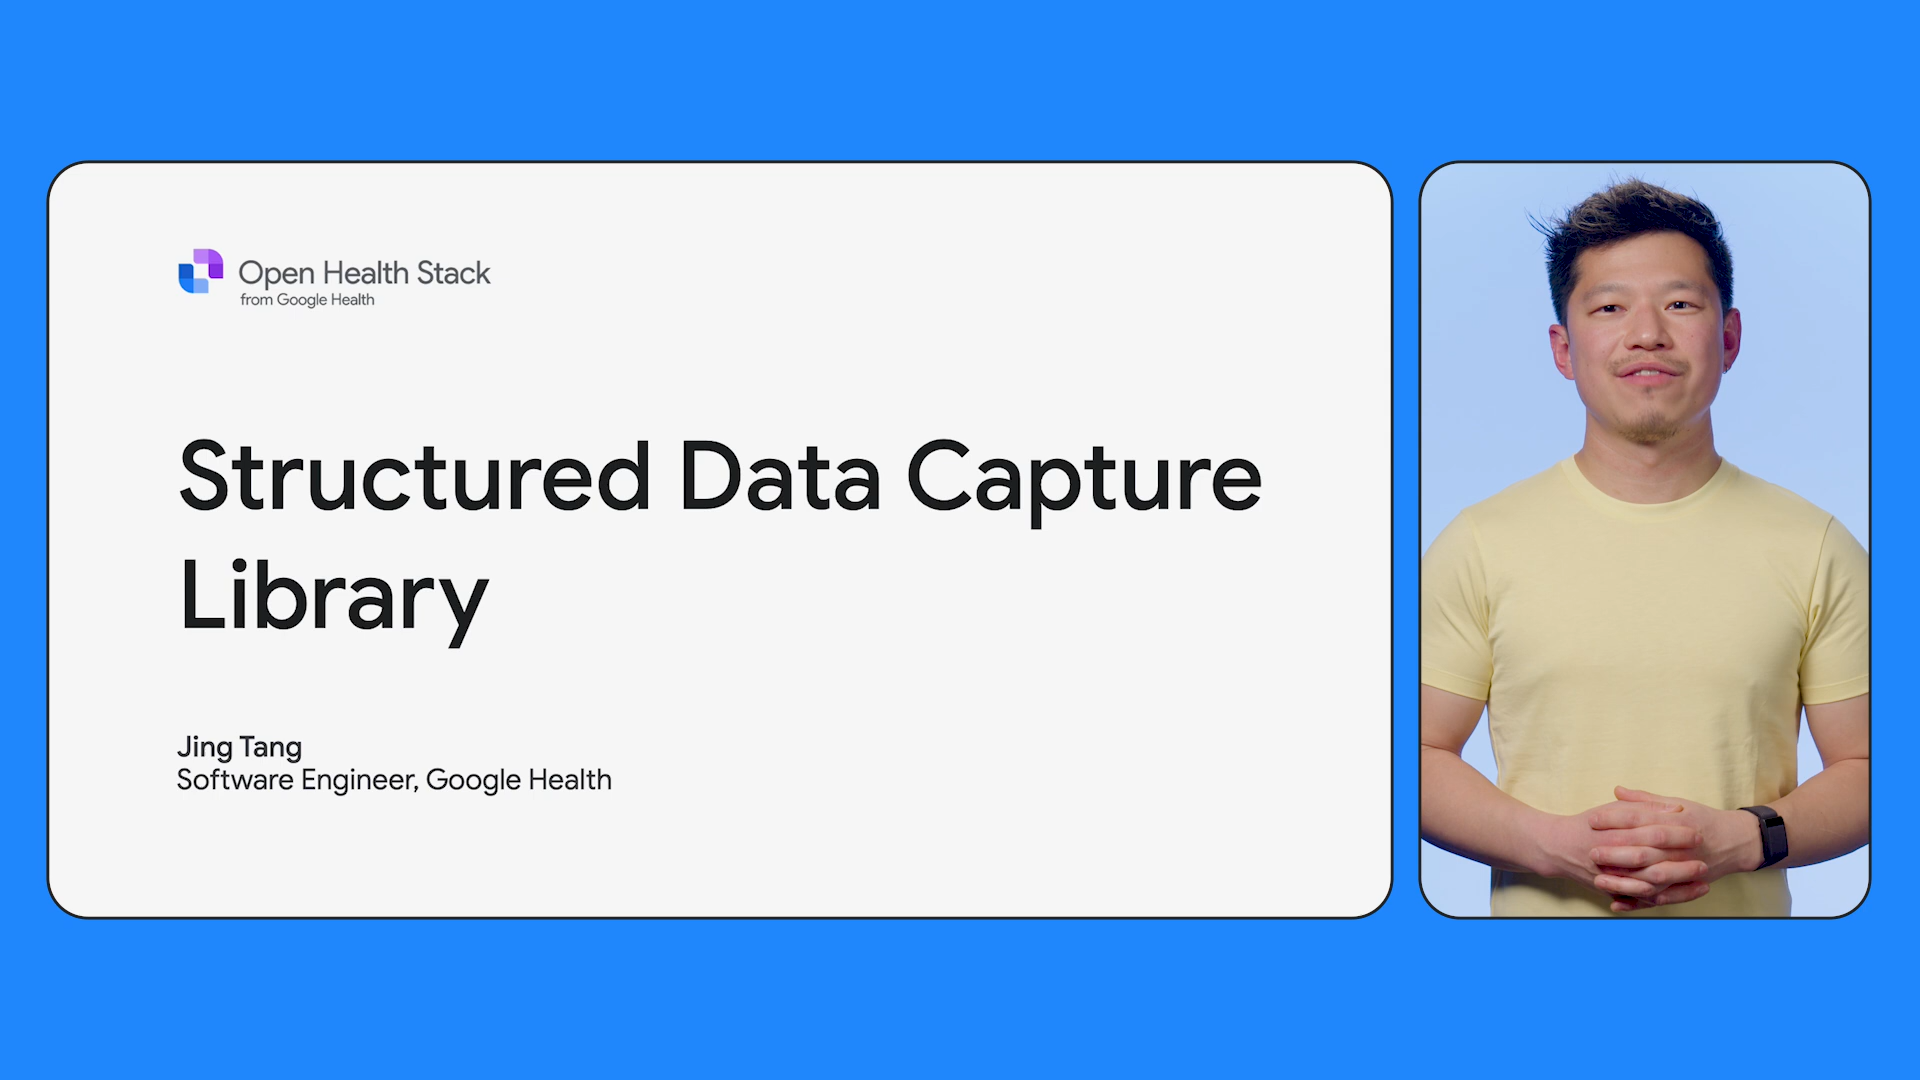 Open Health Stack
from Google Health
Structured Data Capture
Library
Jing Tang
Software Engineer, Google Health